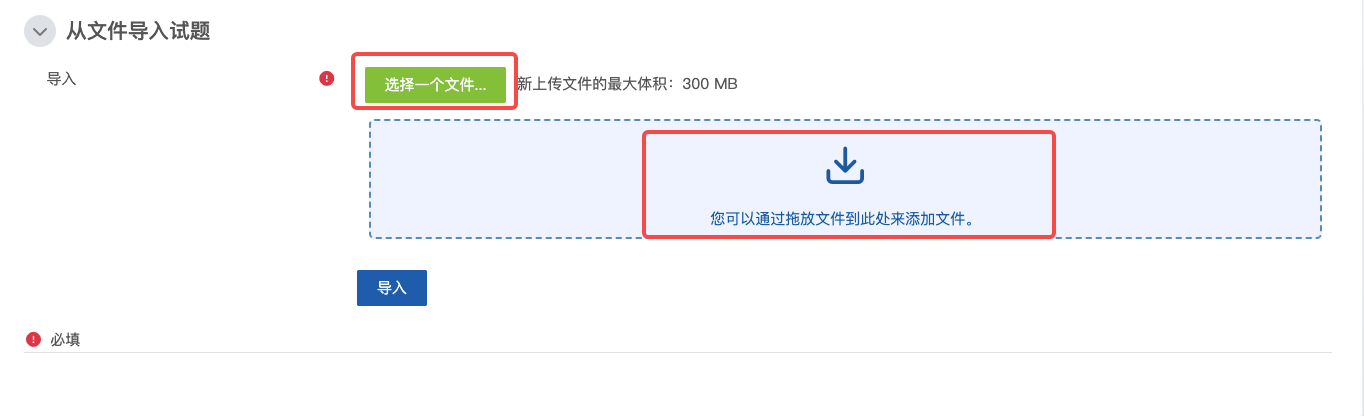 从文件导入试题
导入
选择一个文件... 新上传文件的最大体积：300 MB
您可以通过拖放文件到此处来添加文件。
导入
必填